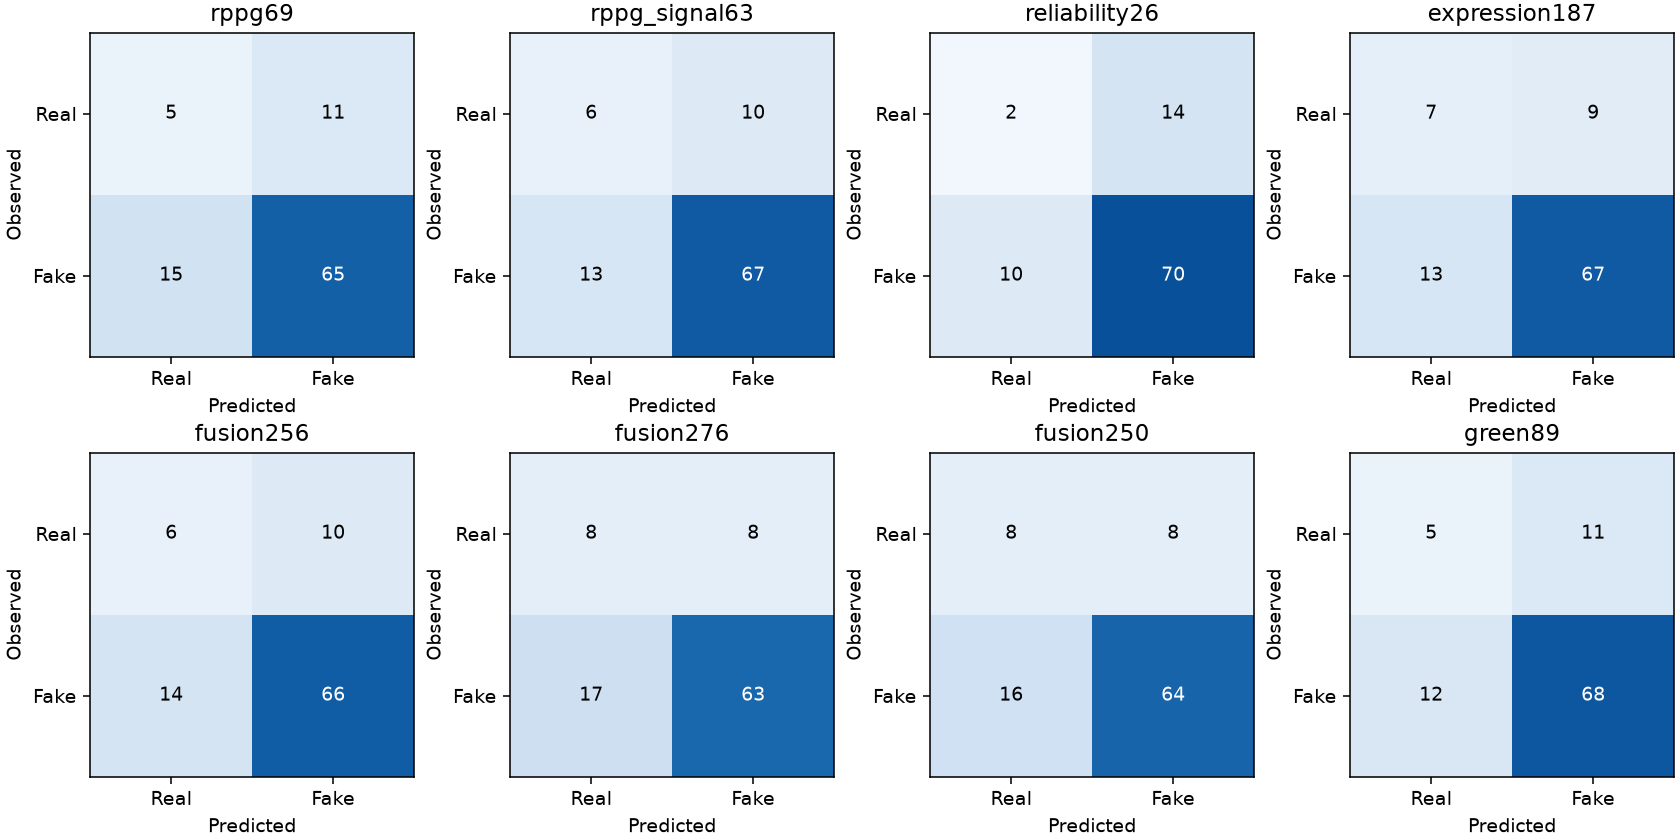 rppg69
rppg_signal63
reliability26
expression187
Observed
Real
5
11
Fake
15
65
Real
Fake
Predicted
Observed
Real
6
10
Fake
13
67
Real
Fake
Predicted
Observed
Real
2
14
Fake
10
70
Real
Fake
Predicted
Observed
Real
7
9
Fake
13
67
Real
Fake
Predicted
fusion256
fusion276
fusion250
green89
Observed
Real
6
10
Fake
14
66
Real
Fake
Predicted
Observed
Real
8
8
Fake
17
63
Real
Fake
Predicted
Observed
Real
8
8
Fake
16
64
Real
Fake
Predicted
Observed
Real
5
11
Fake
12
68
Real
Fake
Predicted